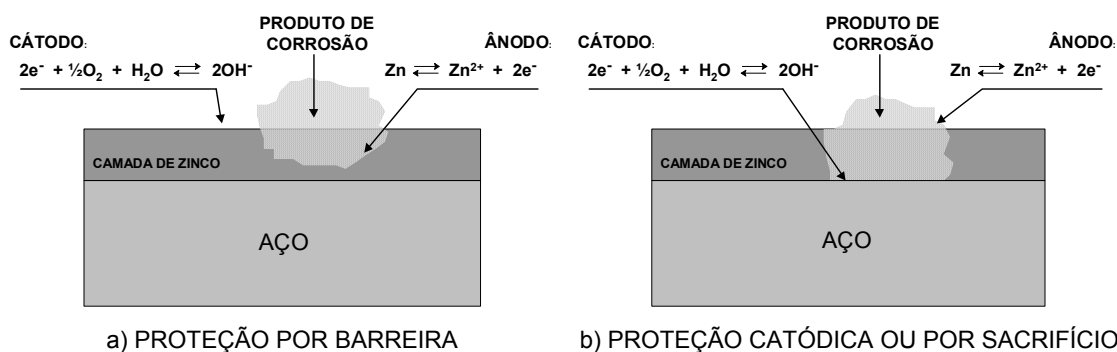 PRODUTO DE
CORROSÃO
CÁTODO:
ÂNODO:
2e⁻ + ½O₂ + H₂O ⇄ 2OH⁻
Zn ⇄ Zn²⁺ + 2e⁻
CAMADA DE ZINCO
AÇO
a) PROTEÇÃO POR BARREIRA
PRODUTO DE
CORROSÃO
CÁTODO:
ÂNODO:
2e⁻ + ½O₂ + H₂O ⇄ 2OH⁻
Zn ⇄ Zn²⁺ + 2e⁻
CAMADA DE ZINCO
AÇO
b) PROTEÇÃO CATÓDICA OU POR SACRIFÍCIO